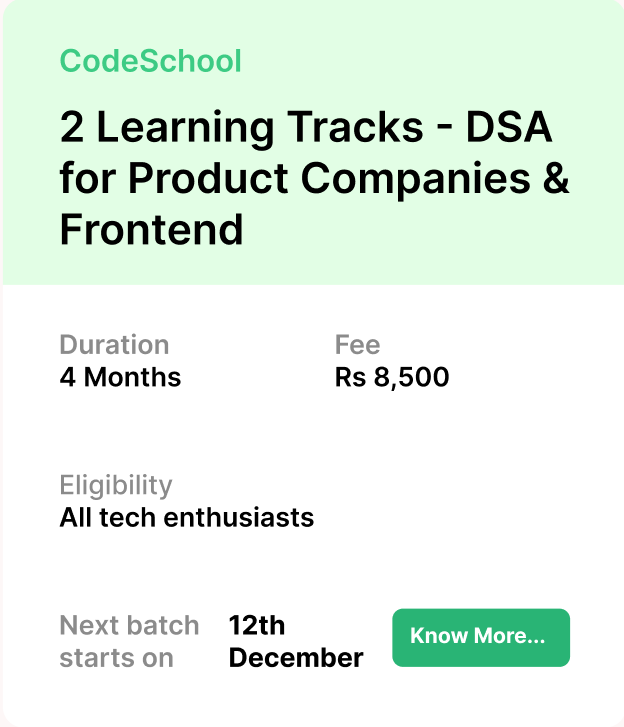 CodeSchool
2 Learning Tracks - DSA
for Product Companies &
Frontend
Duration
4 Months
Fee
Rs 8,500
Eligibility
All tech enthusiasts
Next batch
starts on
12th
December
Know More...